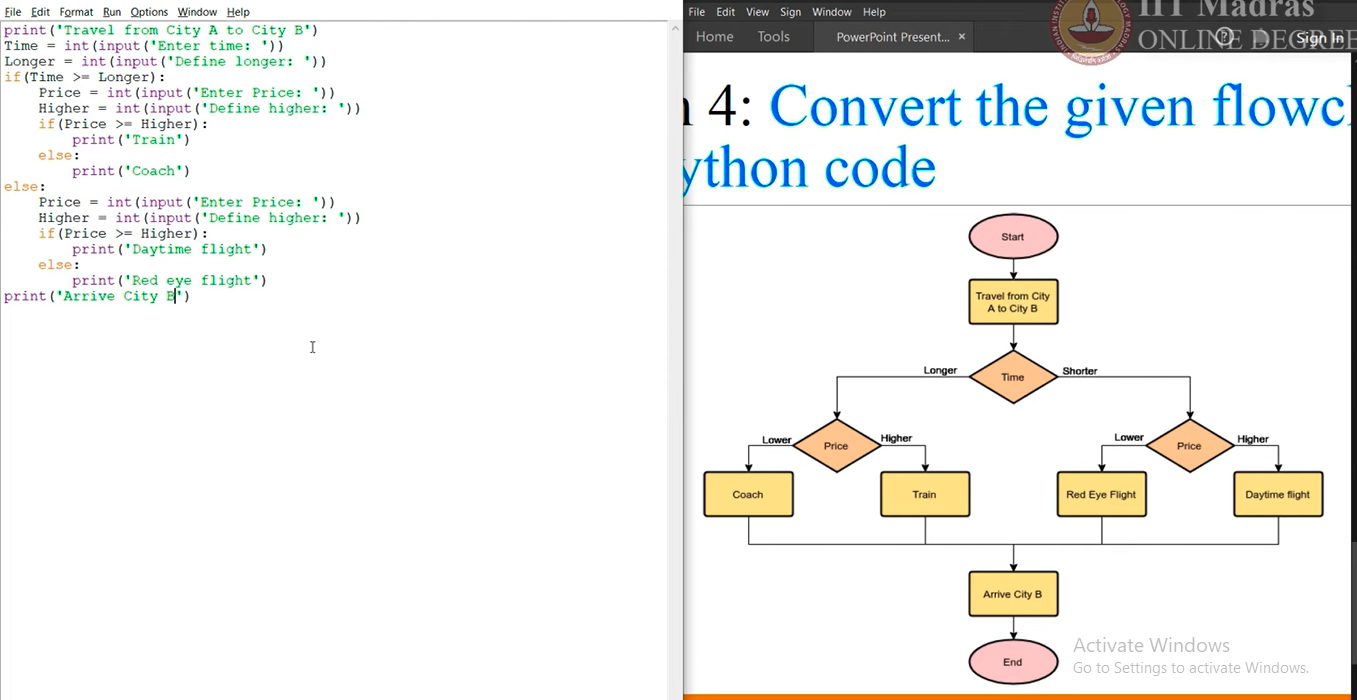 File Edit Format Run Options Window Help
print('Travel from City A to City B')
Time = int(input('Enter time: '))
Longer = int(input('Define longer: '))
if(Time >= Longer):
    Price = int(input('Enter Price: '))
    Higher = int(input('Define higher: '))
    if(Price >= Higher):
        print('Train')
    else:
        print('Coach')
else:
    Price = int(input('Enter Price: '))
    Higher = int(input('Define higher: '))
    if(Price >= Higher):
        print('Daytime flight')
    else:
        print('Red eye flight')
print('Arrive City B')
File Edit View Sign Window Help
IIT Madras
ONLINE DEGREE
Home Tools PowerPoint Present... × Sign In
4: Convert the given
python code
Start
Travel from City
A to City B
Longer Time Shorter
Lower Price Higher Lower Price Higher
Coach Train Red Eye Flight Daytime flight
Arrive City B
End
Activate Windows
Go to Settings to activate Windows.